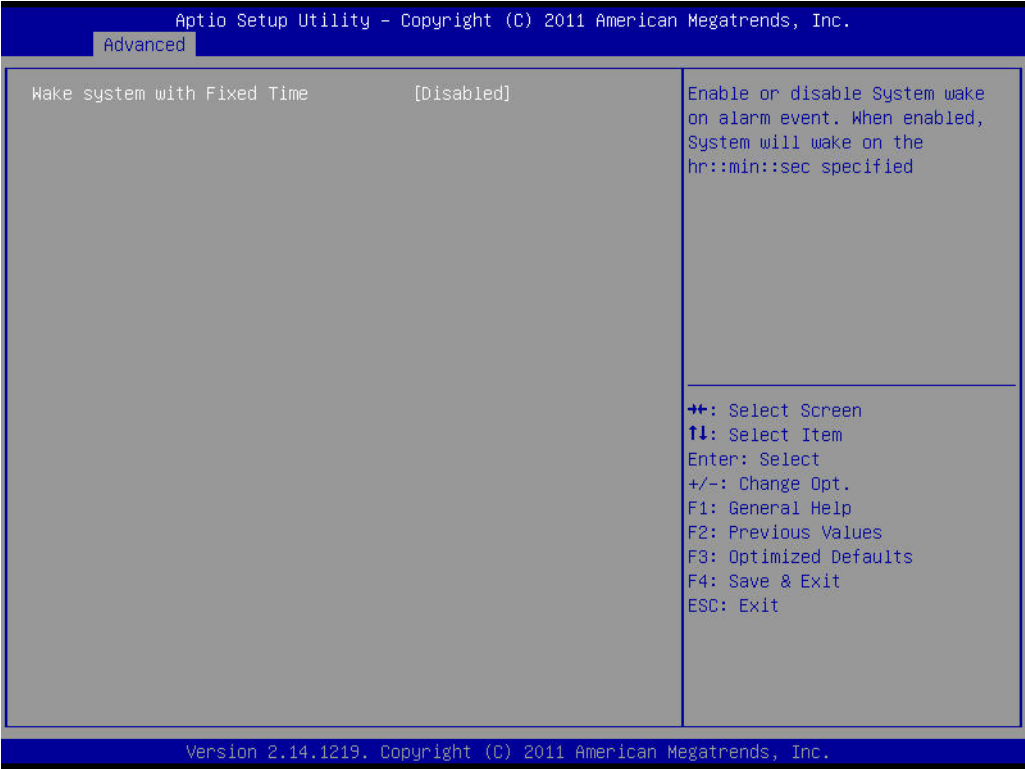 Aptio Setup Utility – Copyright (C) 2011 American Megatrends, Inc.
Advanced
Wake system with Fixed Time [Disabled]
Enable or disable System wake
on alarm event. When enabled,
System will wake on the
hr::min::sec specified
→←: Select Screen
↑↓: Select Item
Enter: Select
+/-: Change Opt.
F1: General Help
F2: Previous Values
F3: Optimized Defaults
F4: Save & Exit
ESC: Exit
Version 2.14.1219. Copyright (C) 2011 American Megatrends, Inc.